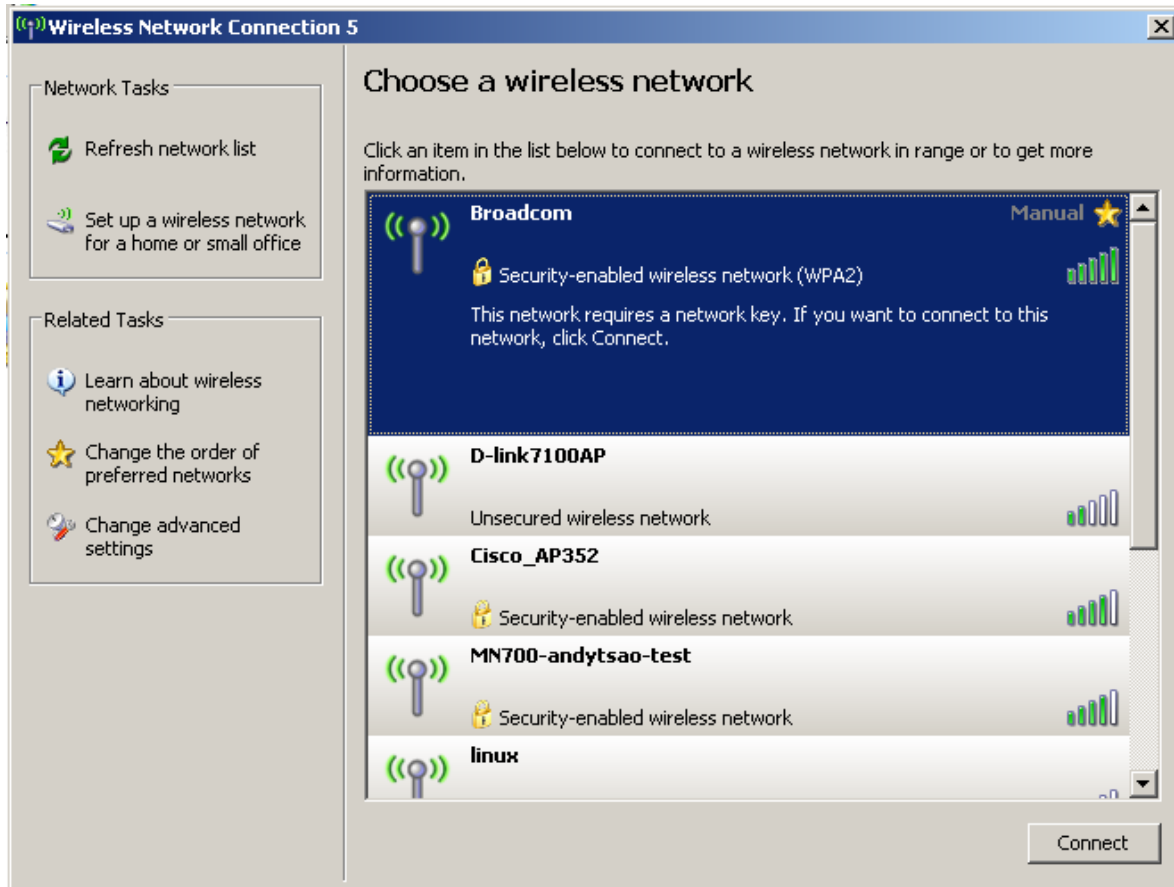 Wireless Network Connection 5
Network Tasks
Refresh network list
Set up a wireless network
for a home or small office
Related Tasks
Learn about wireless
networking
Change the order of
preferred networks
Change advanced
settings
Choose a wireless network
Click an item in the list below to connect to a wireless network in range or to get more
information.
Broadcom
Manual
Security-enabled wireless network (WPA2)
This network requires a network key. If you want to connect to this
network, click Connect.
D-link7100AP
Unsecured wireless network
Cisco_AP352
Security-enabled wireless network
MN700-andytsao-test
Security-enabled wireless network
linux
Connect